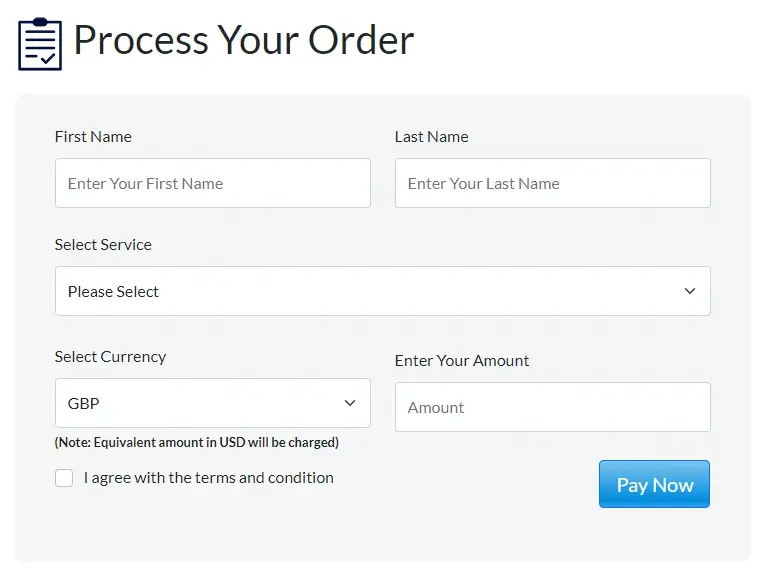 Process Your Order
First Name
Last Name
Enter Your First Name
Enter Your Last Name
Select Service
Please Select
Select Currency
Enter Your Amount
GBP
Amount
(Note: Equivalent amount in USD will be charged)
I agree with the terms and condition
Pay Now